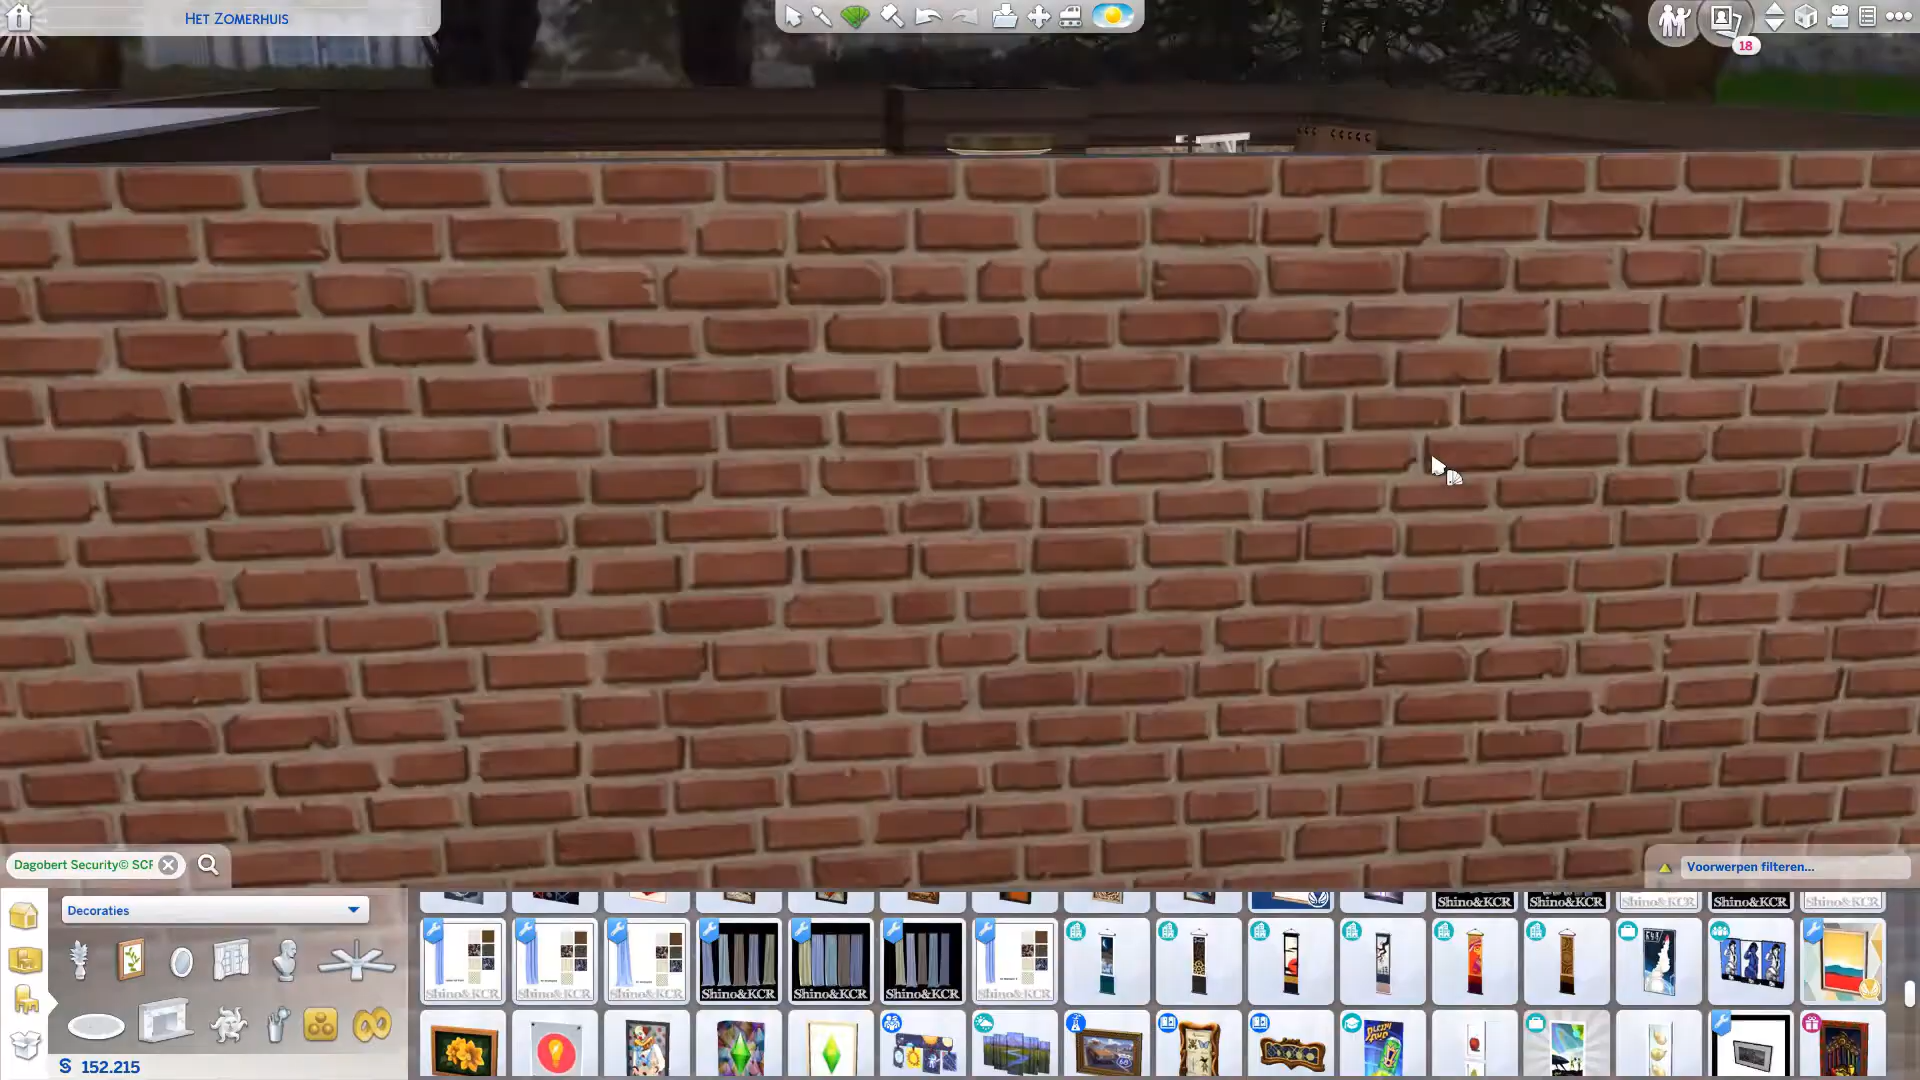 Het Zomerhuis
18
Dagobert Security© SCF
Voorwerpen filteren...
Decoraties
Shino&KCR Shino&KCR Shino&KCR Shino&KCR Shino&KCR
Shino&KCR Shino&KCR Shino&KCR Shino&KCR Shino&KCR Shino&KCR Shino&KCR
152.215